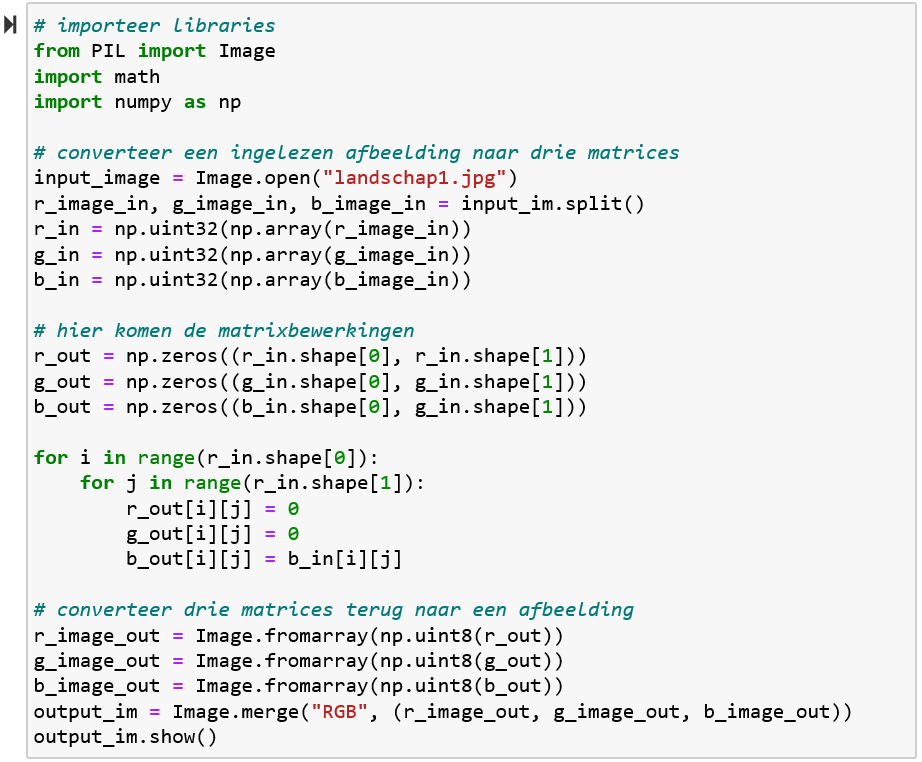 # importeer libraries
from PIL import Image
import math
import numpy as np

# converteer een ingelezen afbeelding naar drie matrices
input_image = Image.open("landschap1.jpg")
r_image_in, g_image_in, b_image_in = input_im.split()
r_in = np.uint32(np.array(r_image_in))
g_in = np.uint32(np.array(g_image_in))
b_in = np.uint32(np.array(b_image_in))

# hier komen de matrixbewerkingen
r_out = np.zeros((r_in.shape[0], r_in.shape[1]))
g_out = np.zeros((g_in.shape[0], g_in.shape[1]))
b_out = np.zeros((b_in.shape[0], g_in.shape[1]))

for i in range(r_in.shape[0]):
    for j in range(r_in.shape[1]):
        r_out[i][j] = 0
        g_out[i][j] = 0
        b_out[i][j] = b_in[i][j]

# converteer drie matrices terug naar een afbeelding
r_image_out = Image.fromarray(np.uint8(r_out))
g_image_out = Image.fromarray(np.uint8(g_out))
b_image_out = Image.fromarray(np.uint8(b_out))
output_im = Image.merge("RGB", (r_image_out, g_image_out, b_image_out))
output_im.show()